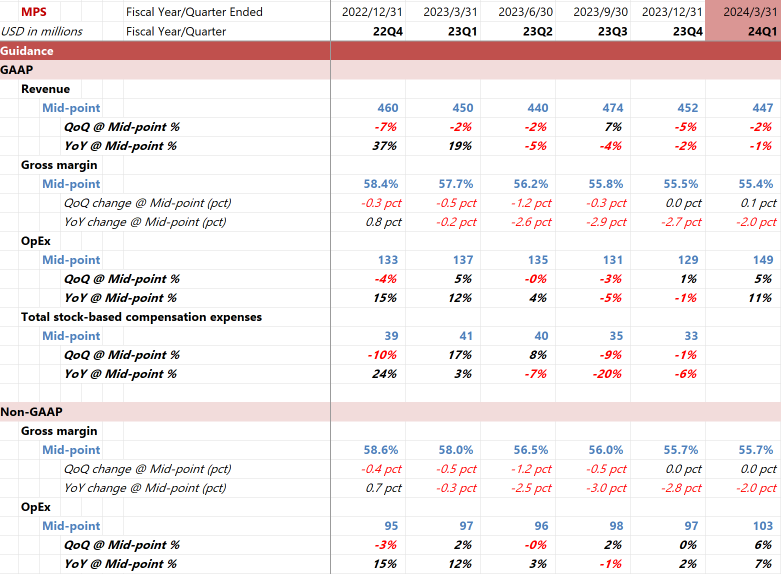 MPS Fiscal Year/Quarter Ended 2022/12/31 2023/3/31 2023/6/30 2023/9/30 2023/12/31 2024/3/31
USD in millions Fiscal Year/Quarter 22Q4 23Q1 23Q2 23Q3 23Q4 24Q1
Guidance
GAAP
Revenue
Mid-point 460 450 440 474 452 447
QoQ @ Mid-point % -7% -2% -2% 7% -5% -2%
YoY @ Mid-point % 37% 19% -5% -4% -2% -1%
Gross margin
Mid-point 58.4% 57.7% 56.2% 55.8% 55.5% 55.4%
QoQ change @ Mid-point (pct) -0.3 pct -0.5 pct -1.2 pct -0.3 pct 0.0 pct 0.1 pct
YoY change @ Mid-point (pct) 0.8 pct -0.2 pct -2.6 pct -2.9 pct -2.7 pct -2.0 pct
OpEx
Mid-point 133 137 135 131 129 149
QoQ @ Mid-point % -4% 5% -0% -3% 1% 5%
YoY @ Mid-point % 15% 12% 4% -5% -1% 11%
Total stock-based compensation expenses
Mid-point 39 41 40 35 33
QoQ @ Mid-point % -10% 17% 8% -9% -1%
YoY @ Mid-point % 24% 3% -7% -20% -6%
Non-GAAP
Gross margin
Mid-point 58.6% 58.0% 56.5% 56.0% 55.7% 55.7%
QoQ change @ Mid-point (pct) -0.4 pct -0.5 pct -1.2 pct -0.5 pct 0.0 pct 0.0 pct
YoY change @ Mid-point (pct) 0.7 pct -0.3 pct -2.5 pct -3.0 pct -2.8 pct -2.0 pct
OpEx
Mid-point 95 97 96 98 97 103
QoQ @ Mid-point % -3% 2% -0% 2% 0% 6%
YoY @ Mid-point % 15% 12% 3% -1% 2% 7%